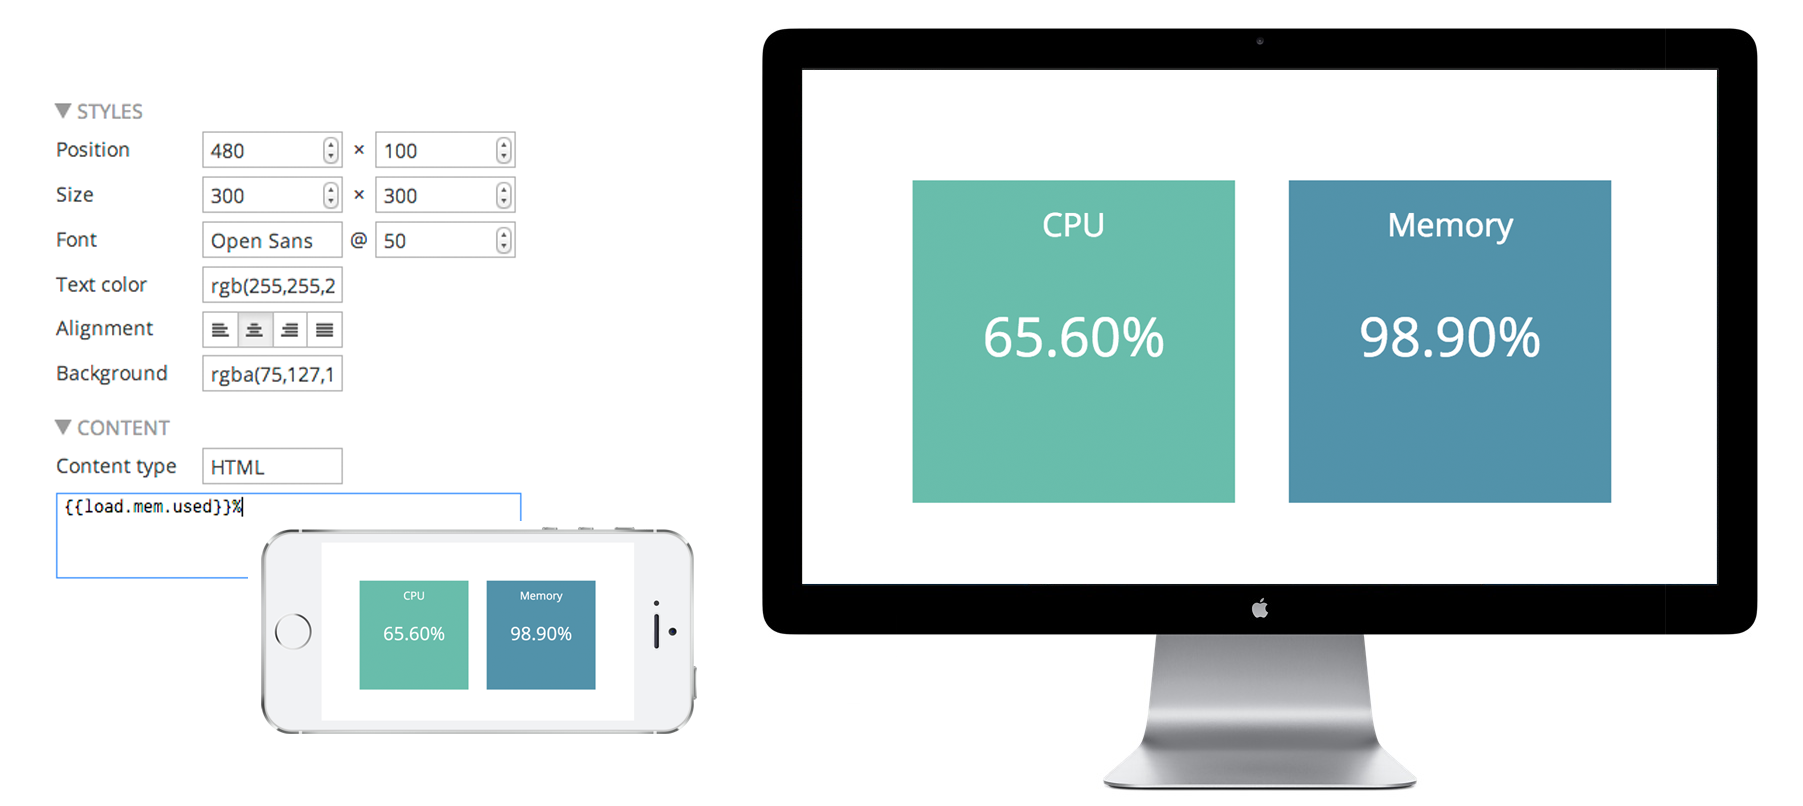 ▼ STYLES
Position 480 × 100
Size 300 × 300
Font Open Sans @ 50
Text color rgb(255,255,2
Alignment
Background rgba(75,127,1
▼ CONTENT
Content type HTML
{{load.mem.used}}%
CPU Memory
65.60% 98.90%
CPU Memory
65.60% 98.90%